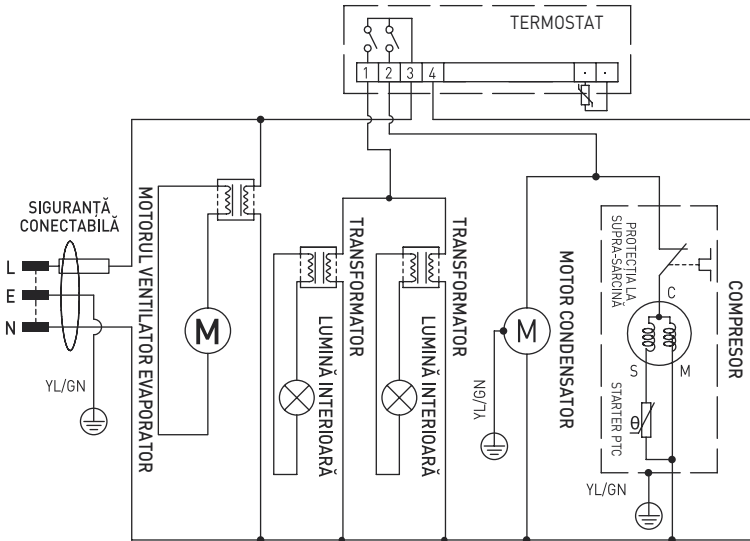 TERMOSTAT
1 2 3 4
SIGURANȚĂ
CONECTABILĂ
L
E
N
YL/GN
MOTORUL VENTILATOR EVAPORATOR
M
TRANSFORMATOR
LUMINĂ INTERIOARĂ
TRANSFORMATOR
LUMINĂ INTERIOARĂ
YL/GN
M
MOTOR CONDENSATOR
PROTECȚIA LA
SUPRA-SĂRCINĂ
C
S
M
STARTER PTC
θ
YL/GN
COMPRESOR